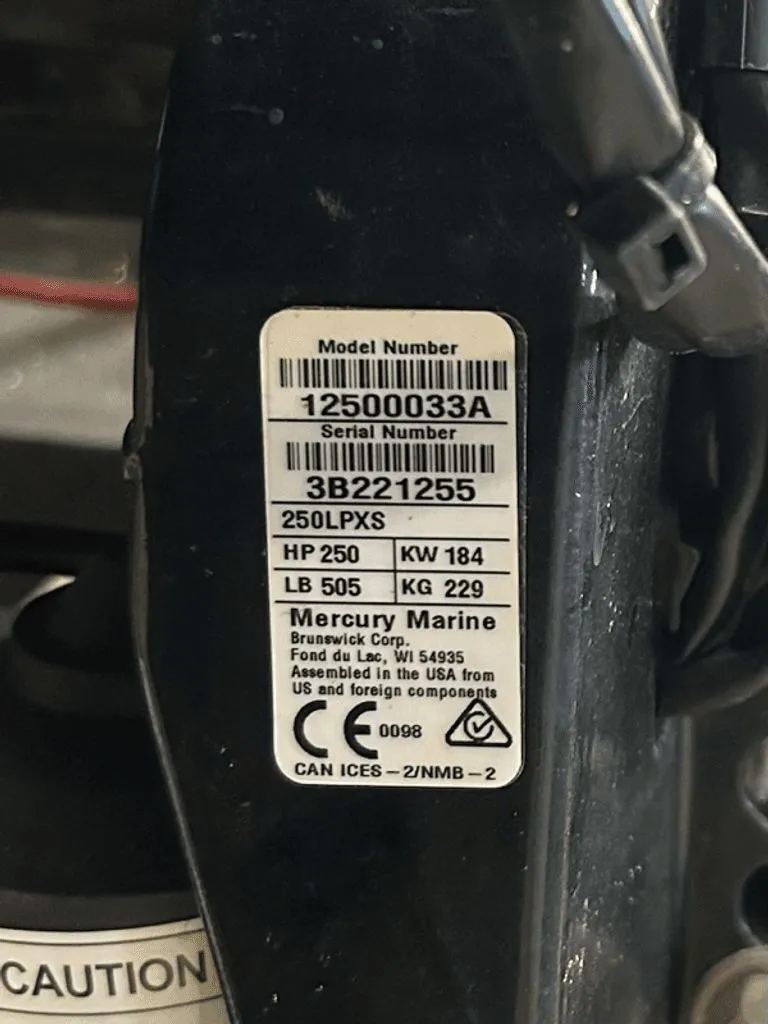 Model Number
12500033A
Serial Number
3B221255
250LPXS
HP 250 KW 184
LB 505 KG 229
Mercury Marine
Brunswick Corp.
Fond du Lac, WI 54935
Assembled in the USA from
US and foreign components
CE 0098
CAN ICES – 2/NMB – 2
CAUTION